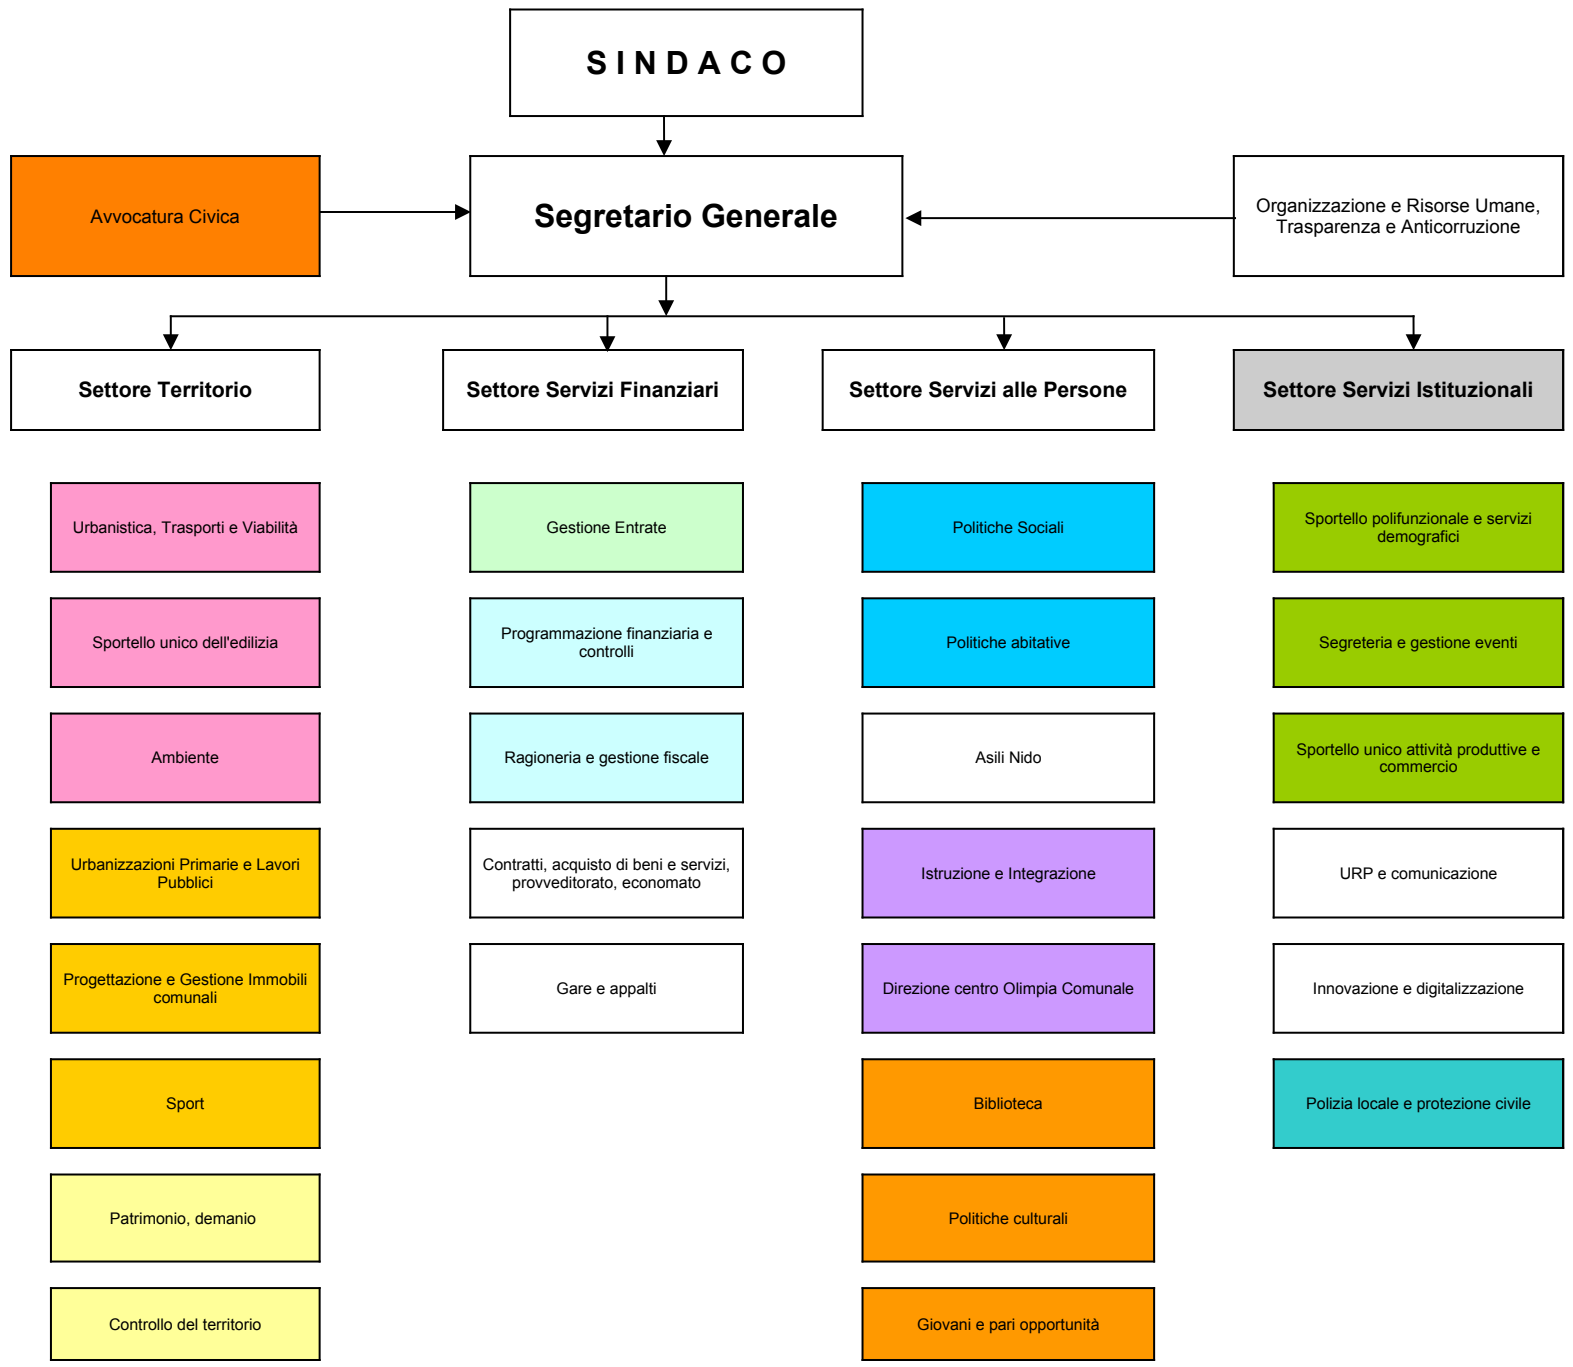 S I N D A C O
Avvocatura Civica
Segretario Generale
Organizzazione e Risorse Umane,
Trasparenza e Anticorruzione
Settore Territorio
Settore Servizi Finanziari
Settore Servizi alle Persone
Settore Servizi Istituzionali
Urbanistica, Trasporti e Viabilità
Gestione Entrate
Politiche Sociali
Sportello polifunzionale e servizi
demografici
Sportello unico dell'edilizia
Programmazione finanziaria e
controlli
Politiche abitative
Segreteria e gestione eventi
Ambiente
Ragioneria e gestione fiscale
Asili Nido
Sportello unico attività produttive e
commercio
Urbanizzazioni Primarie e Lavori
Pubblici
Contratti, acquisto di beni e servizi,
provveditorato, economato
Istruzione e Integrazione
URP e comunicazione
Progettazione e Gestione Immobili
comunali
Gare e appalti
Direzione centro Olimpia Comunale
Innovazione e digitalizzazione
Sport
Biblioteca
Polizia locale e protezione civile
Patrimonio, demanio
Politiche culturali
Controllo del territorio
Giovani e pari opportunità